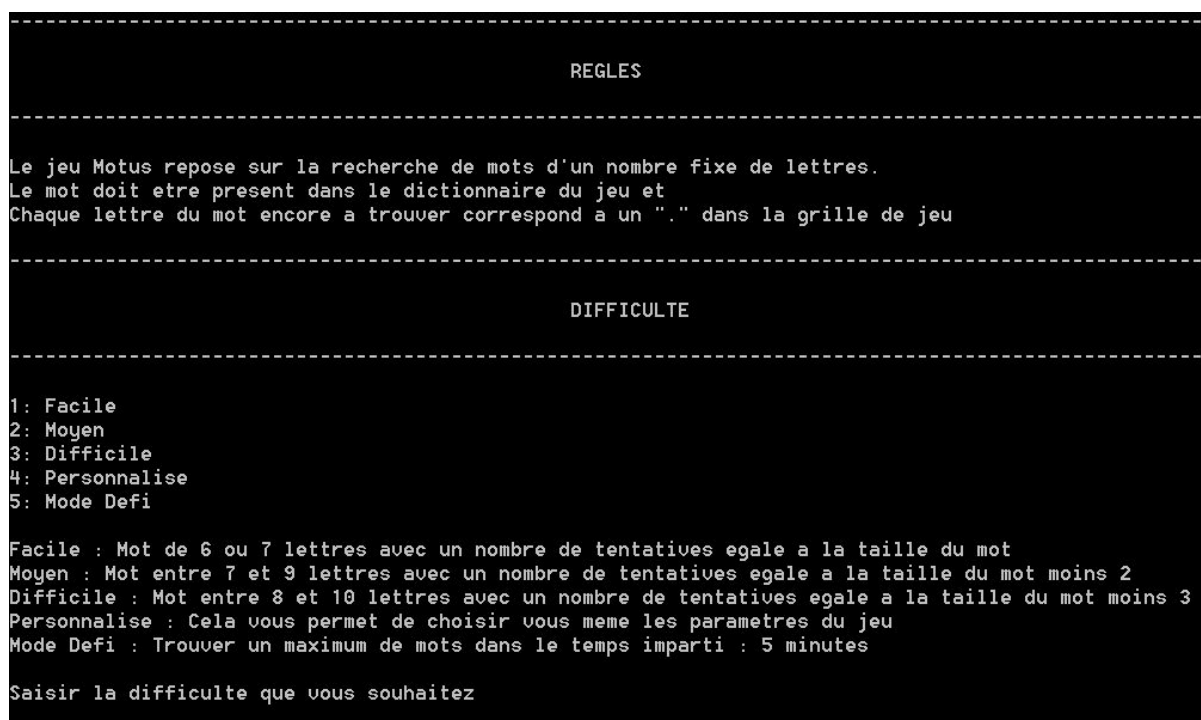 REGLES
Le jeu Motus repose sur la recherche de mots d'un nombre fixe de lettres.
Le mot doit etre present dans le dictionnaire du jeu et
Chaque lettre du mot encore a trouver correspond a un "." dans la grille de jeu
DIFFICULTE
1: Facile
2: Moyen
3: Difficile
4: Personnalise
5: Mode Defi
Facile : Mot de 6 ou 7 lettres avec un nombre de tentatives egale a la taille du mot
Moyen : Mot entre 7 et 9 lettres avec un nombre de tentatives egale a la taille du mot moins 2
Difficile : Mot entre 8 et 10 lettres avec un nombre de tentatives egale a la taille du mot moins 3
Personnalise : Cela vous permet de choisir vous meme les parametres du jeu
Mode Defi : Trouver un maximum de mots dans le temps imparti : 5 minutes
Saisir la difficulte que vous souhaitez